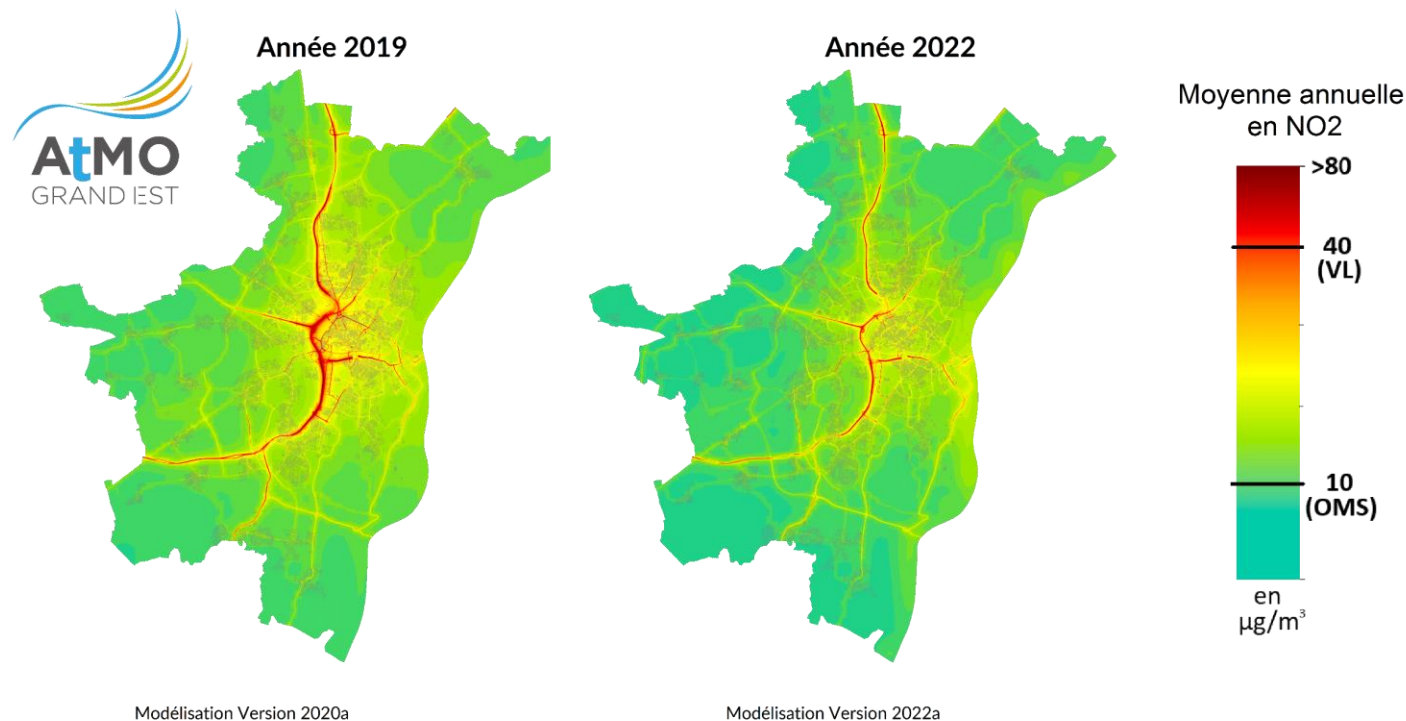 AtMO
GRAND EST
Année 2019
Année 2022
Moyenne annuelle
en NO2
>80
40
(VL)
10
(OMS)
en
µg/m³
Modélisation Version 2020a
Modélisation Version 2022a